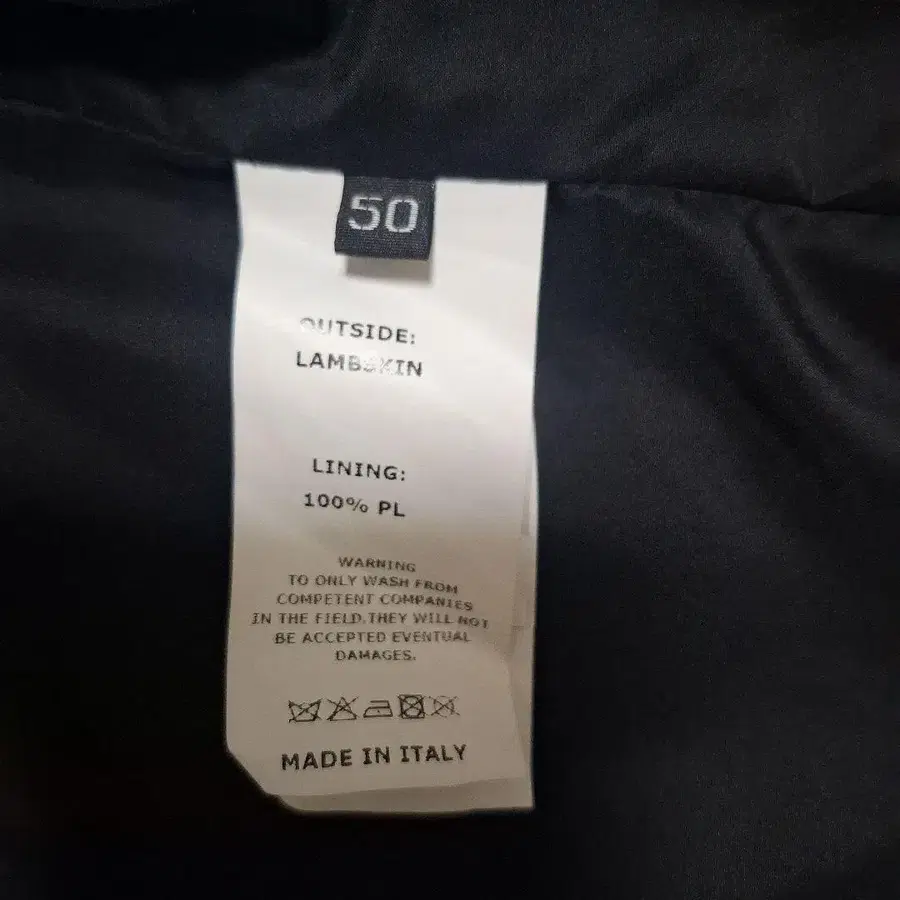 50
OUTSIDE:
LAMBSKIN
LINING:
100% PL
WARNING
TO ONLY WASH FROM
COMPETENT COMPANIES
IN THE FIELD.THEY WILL NOT
BE ACCEPTED EVENTUAL
DAMAGES.
MADE IN ITALY